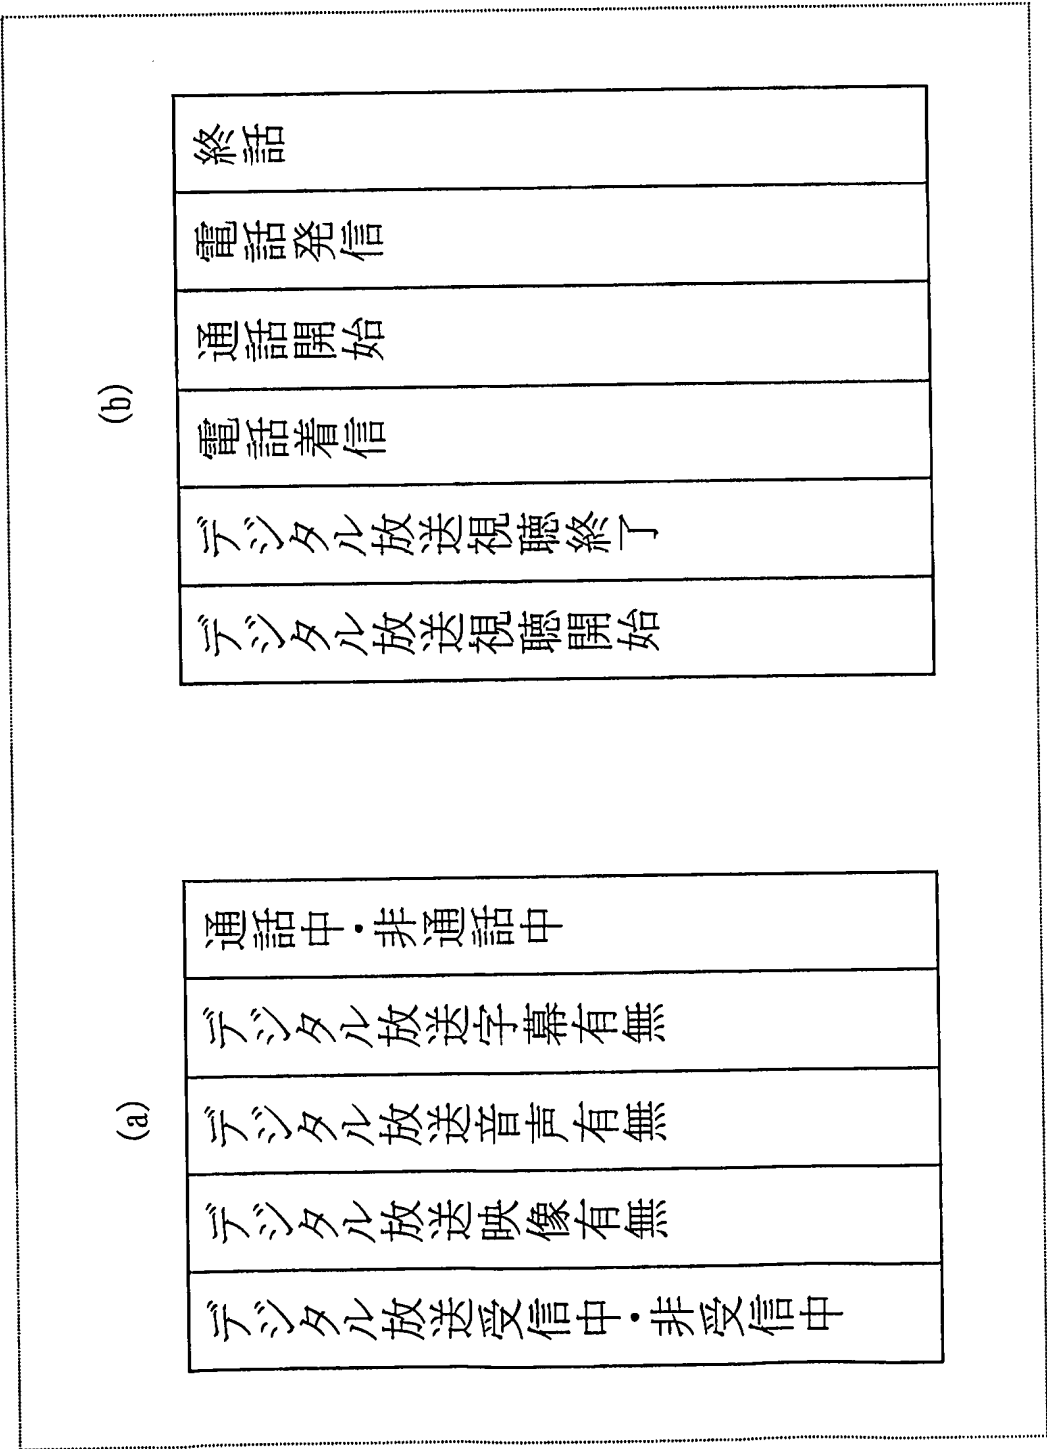 (a)
デジタル放送受信中・非受信中
デジタル放送映像有無
デジタル放送音声有無
デジタル放送字幕有無
通話中・非通話中
(b)
デジタル放送視聴開始
デジタル放送視聴終了
電話着信
通話開始
電話発信
終話